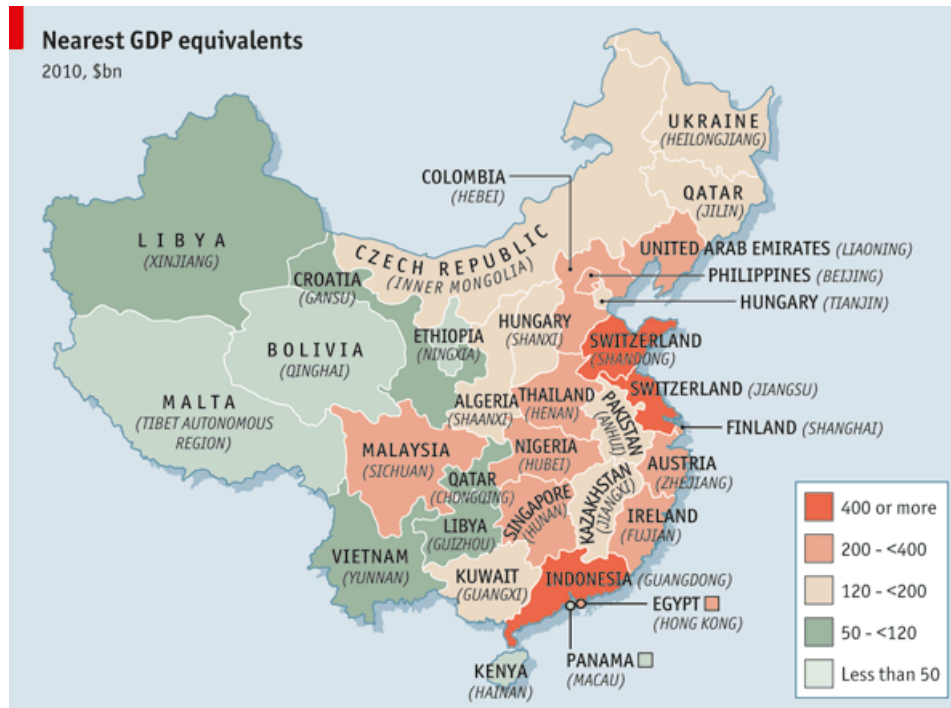 Nearest GDP equivalents
2010, $bn
UKRAINE
(HEILONGJIANG)
COLOMBIA
(HEBEI)
QATAR
(JILIN)
LIBYA
(XINJIANG)
CZECH REPUBLIC
(INNER MONGOLIA)
UNITED ARAB EMIRATES (LIAONING)
PHILIPPINES (BEIJING)
CROATIA
(GANSU)
HUNGARY (TIANJIN)
HUNGARY
(SHANXI)
ETHIOPIA
(NINGXIA)
SWITZERLAND
(SHANDONG)
BOLIVIA
(QINGHAI)
SWITZERLAND (JIANGSU)
MALTA
(TIBET AUTONOMOUS
REGION)
ALGERIA
(SHAANXI)
THAILAND
(HENAN)
PAKISTAN
(ANHUI)
FINLAND (SHANGHAI)
MALAYSIA
(SICHUAN)
NIGERIA
(HUBEI)
AUSTRIA
(ZHEJIANG)
QATAR
(CHONGQING)
SINGAPORE
(HUNAN)
KAZAKHSTAN
(JIANGXI)
IRELAND
(FUJIAN)
LIBYA
(GUIZHOU)
VIETNAM
(YUNNAN)
KUWAIT
(GUANGXI)
INDONESIA (GUANGDONG)
EGYPT
(HONG KONG)
PANAMA
(MACAU)
KENYA
(HAINAN)
400 or more
200 - <400
120 - <200
50 - <120
Less than 50